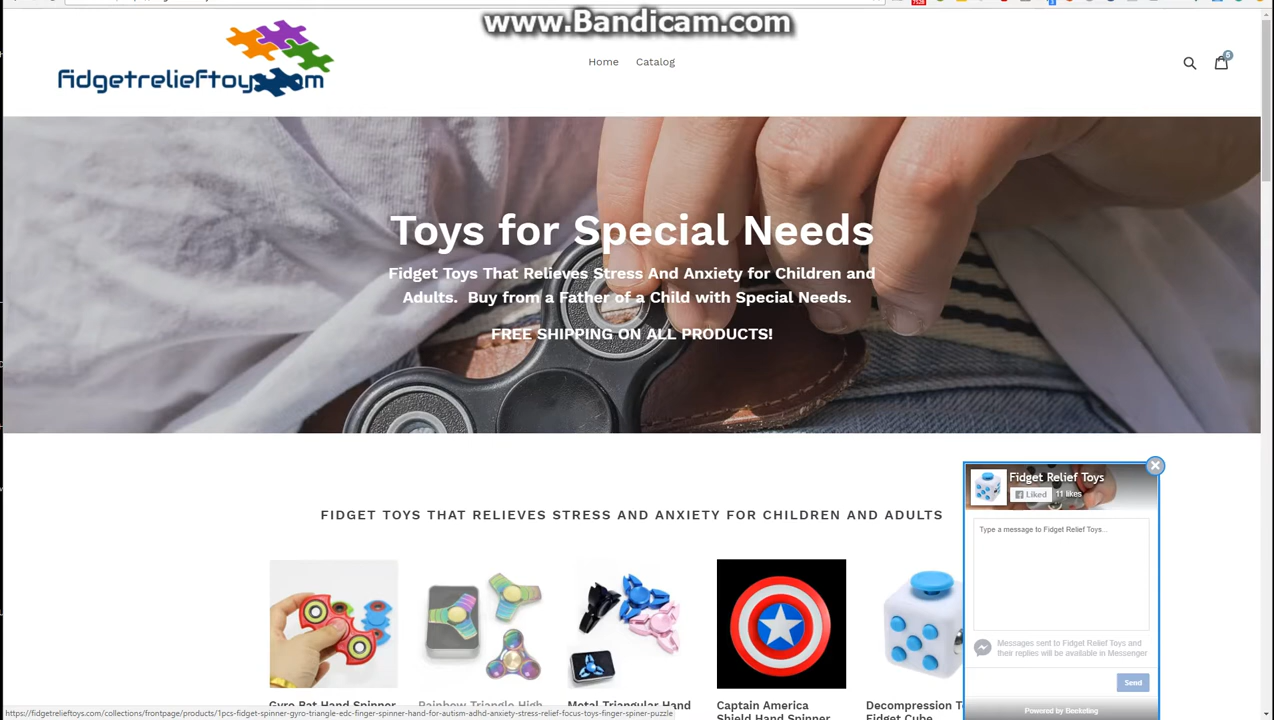 www.Bandicam.com
fidgetrelieftoy
Home
Catalog
Toys for Special Needs
Fidget Toys That Relieves Stress And Anxiety for Children and
Adults. Buy from a Father of a Child with Special Needs.
FREE SHIPPING ON ALL PRODUCTS!
FIDGET TOYS THAT RELIEVES STRESS AND ANXIETY FOR CHILDREN AND ADULTS
Gyro Bat Hand Spinner
Rainbow Triangle High
Metal Triangular Hand
Captain America
Shield Hand Spinner
Decompression
Fidget Cube
Fidget Relief Toys
Liked
11 likes
Type a message to Fidget Relief Toys...
Messages sent to Fidget Relief Toys and
their replies will be available in Messenger
Send
Powered by Beeketing
https://fidgetrelieftoys.com/collections/frontpage/products/1pcs-fidget-spinner-gyro-triangle-edc-finger-spinner-hand-for-autism-adhd-anxiety-stress-relief-focus-toys-finger-spiner-puzzle